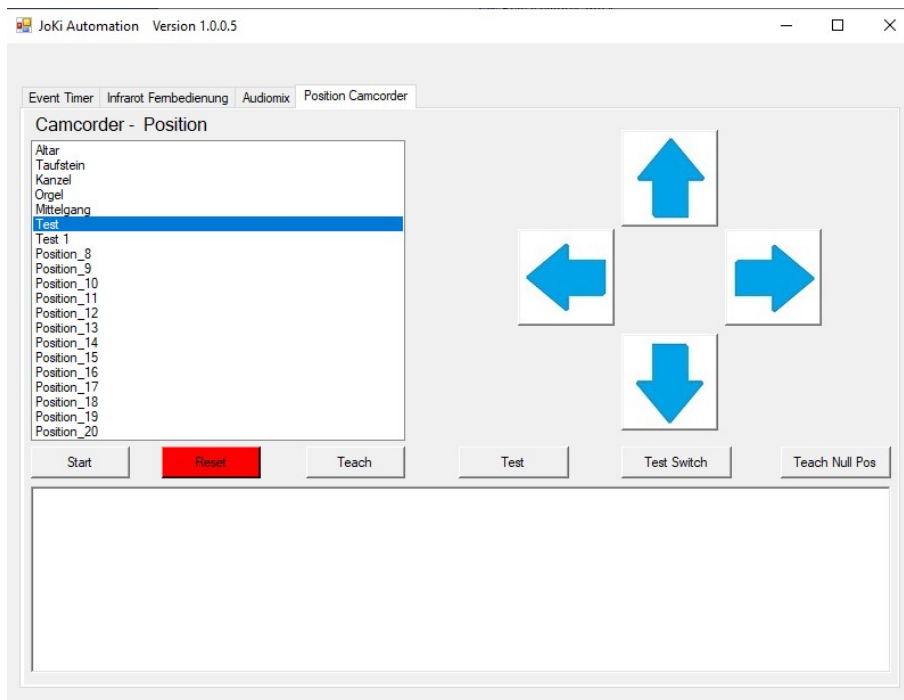 JoKi Automation Version 1.0.0.5
Event Timer Infrarot Fernbedienung Audiomix Position Camcorder
Camcorder - Position
Altar
Taufstein
Kanzel
Orgel
Mittelgang
Test
Test 1
Position_8
Position_9
Position_10
Position_11
Position_12
Position_13
Position_14
Position_15
Position_16
Position_17
Position_18
Position_19
Position_20
Start Reset Teach Test Test Switch Teach Null Pos